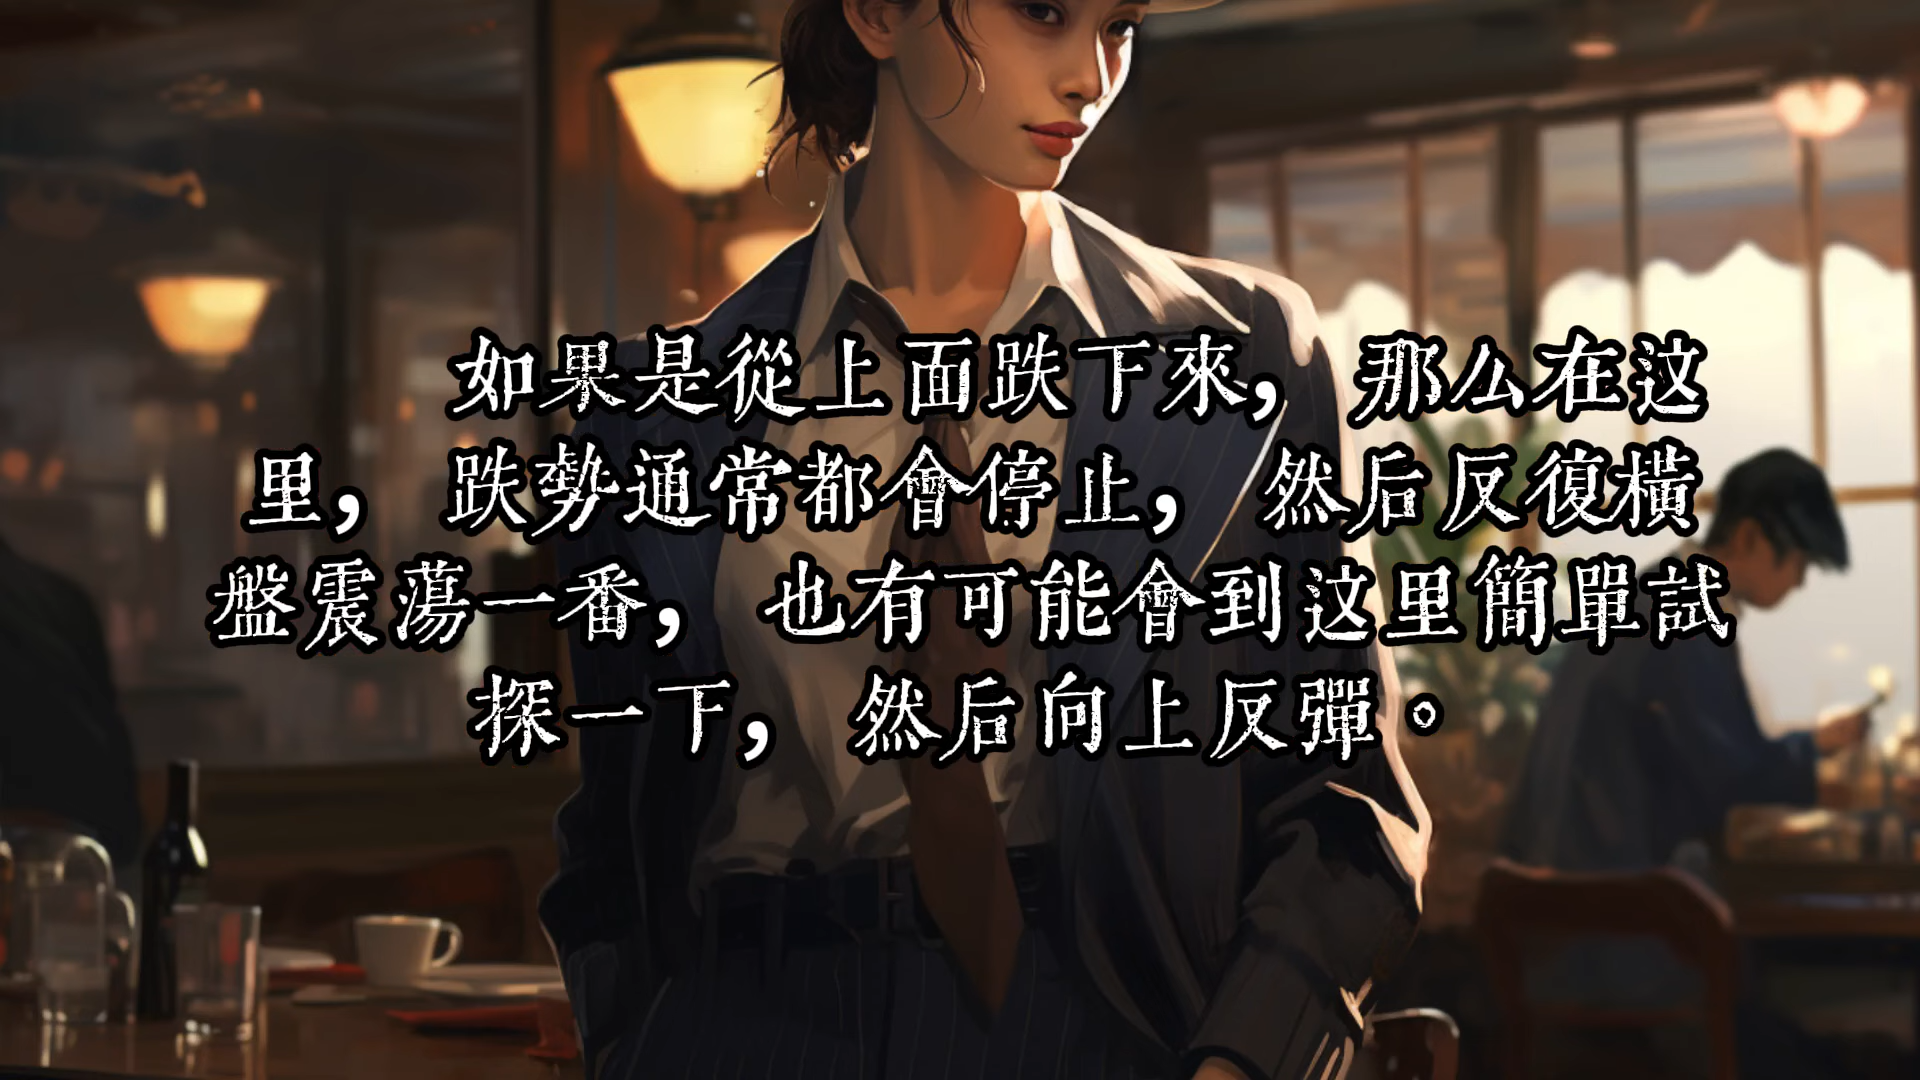 如果是從上面跌下來，那么在这
里，跌勢通常都會停止，然后反復橫
盤震蕩一番，也有可能會到这里簡單試
探一下，然后向上反彈。